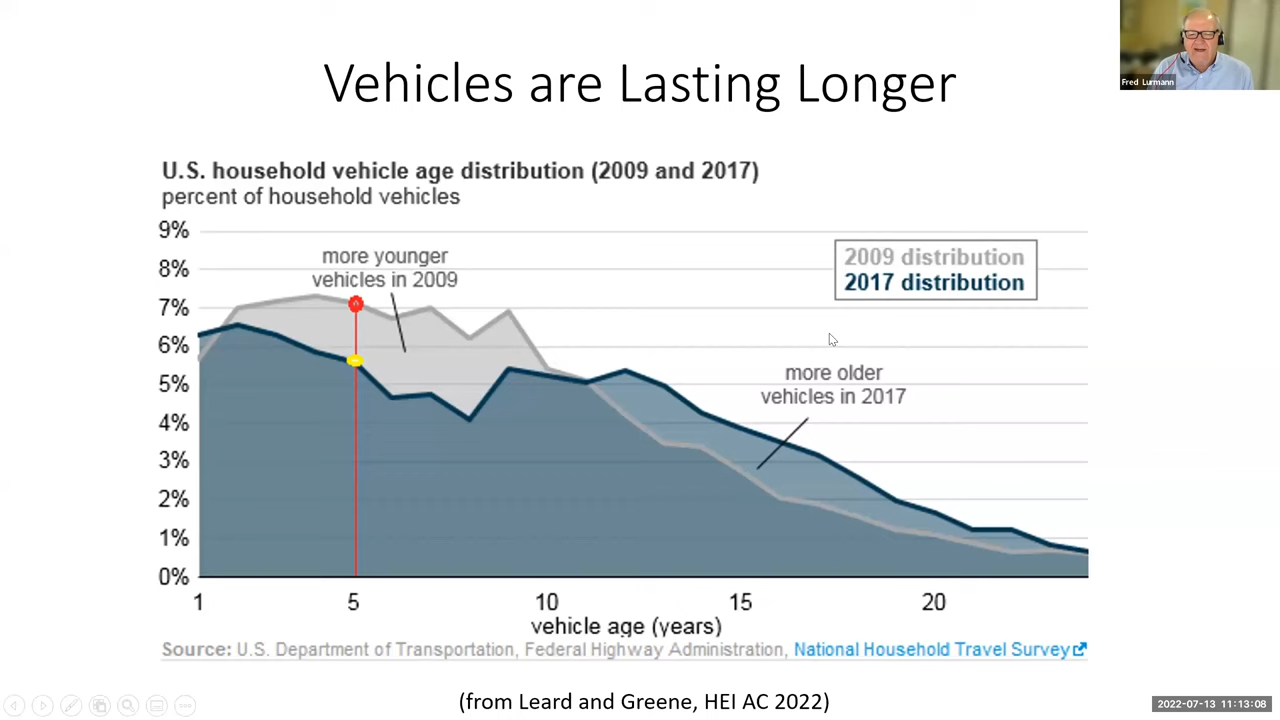 Vehicles are Lasting Longer
Fred Lurmann
U.S. household vehicle age distribution (2009 and 2017)
percent of household vehicles
9%
8%
7%
6%
5%
4%
3%
2%
1%
0%
more younger
vehicles in 2009
2009 distribution
2017 distribution
more older
vehicles in 2017
1 5 10 15 20
vehicle age (years)
Source: U.S. Department of Transportation, Federal Highway Administration, National Household Travel Survey
(from Leard and Greene, HEI AC 2022)
2022-07-13 11:13:08